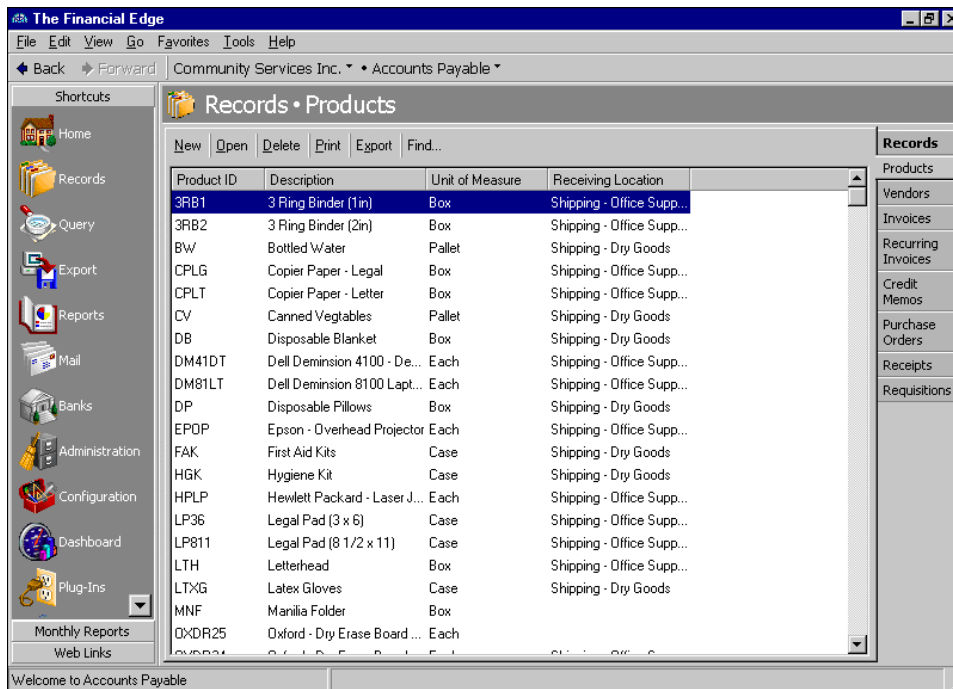 The Financial Edge
File Edit View Go Favorites Tools Help
Back Forward Community Services Inc. • Accounts Payable
Shortcuts
Home
Records
Query
Export
Reports
Mail
Banks
Administration
Configuration
Dashboard
Plug-Ins
Monthly Reports
Web Links
Records • Products
New Open Delete Print Export Find...
Product ID Description Unit of Measure Receiving Location
3RB1 3 Ring Binder (1in) Box Shipping - Office Supp...
3RB2 3 Ring Binder (2in) Box Shipping - Office Supp...
BW Bottled Water Pallet Shipping - Dry Goods
CPLG Copier Paper - Legal Box Shipping - Office Supp...
CPLT Copier Paper - Letter Box Shipping - Office Supp...
CV Canned Vegtables Pallet Shipping - Dry Goods
DB Disposable Blanket Box Shipping - Dry Goods
DM41DT Dell Deminsion 4100 - De... Each Shipping - Office Supp...
DM81LT Dell Deminsion 8100 Lapt... Each Shipping - Office Supp...
DP Disposable Pillows Box Shipping - Dry Goods
EPOP Epson - Overhead Projector Each Shipping - Office Supp...
FAK First Aid Kits Case Shipping - Dry Goods
HGK Hygiene Kit Case Shipping - Dry Goods
HPLP Hewlett Packard - Laser J... Each Shipping - Office Supp...
LP36 Legal Pad (3 x 6) Case Shipping - Office Supp...
LP811 Legal Pad (8 1/2 x 11) Case Shipping - Office Supp...
LTH Letterhead Box Shipping - Office Supp...
LTXG Latex Gloves Case Shipping - Dry Goods
MNF Manilia Folder Box
OXDR25 Oxford - Dry Erase Board ... Each
Records
Products
Vendors
Invoices
Recurring
Invoices
Credit
Memos
Purchase
Orders
Receipts
Requisitions
Welcome to Accounts Payable